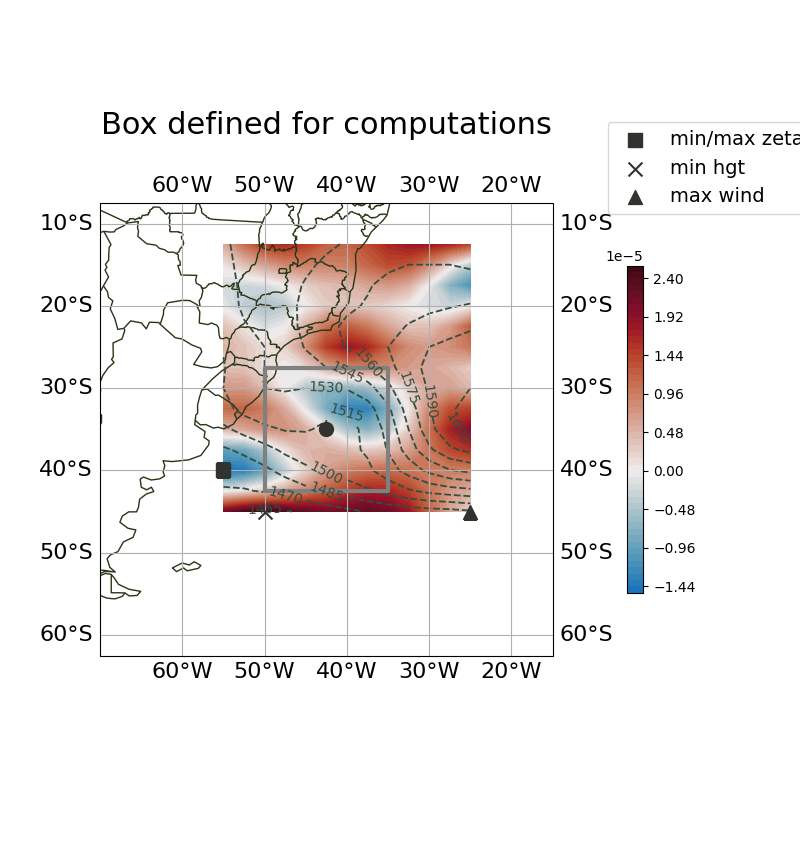 Box defined for computations
min/max zeta
min hgt
max wind
60°W 50°W 40°W 30°W 20°W
10°S 10°S
1e−5
2.40
20°S 20°S
1.92
1.44
1560
1545
30°S 1530 1575 1590 30°S
0.96
1515
0.48
40°S 1500 40°S
0.00
1485
1470
−0.48
50°S 50°S
−0.96
−1.44
60°S 60°S
60°W 50°W 40°W 30°W 20°W